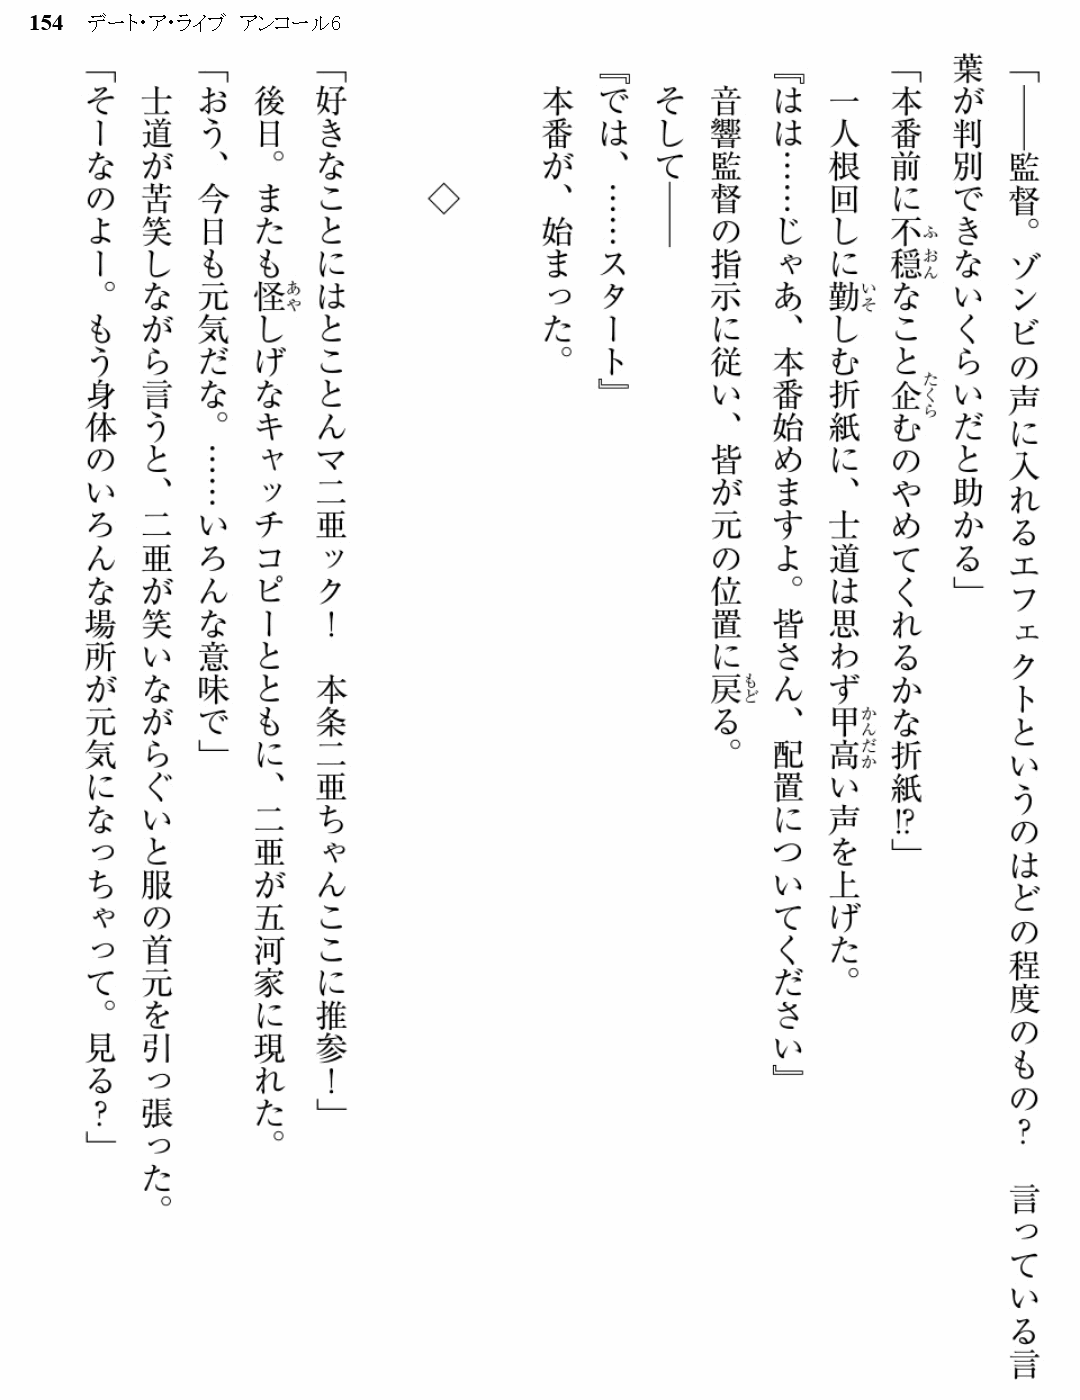 154 デート・ア・ライブ アンコール6
「――監督。ゾンビの声に入れるエフェクトというのはどの程度のもの？　言っている言
葉が判別できないくらいだと助かる」
「本番前に不穏なこと企むのやめてくれるかな折紙!?」
一人根回しに勤しむ折紙に、士道は思わず甲高い声を上げた。
『はは……じゃあ、本番始めますよ。皆さん、配置についてください』
音響監督の指示に従い、皆が元の位置に戻る。
そして――
『では、……スタート』
本番が、始まった。
◇
「好きなことにはとことんマ二亜ック！　本条二亜ちゃんここに推参！」
後日。またも怪しげなキャッチコピーとともに、二亜が五河家に現れた。
「おう、今日も元気だな。……いろんな意味で」
士道が苦笑しながら言うと、二亜が笑いながらぐいと服の首元を引っ張った。
「そーなのよー。もう身体のいろんな場所が元気になっちゃって。見る？」